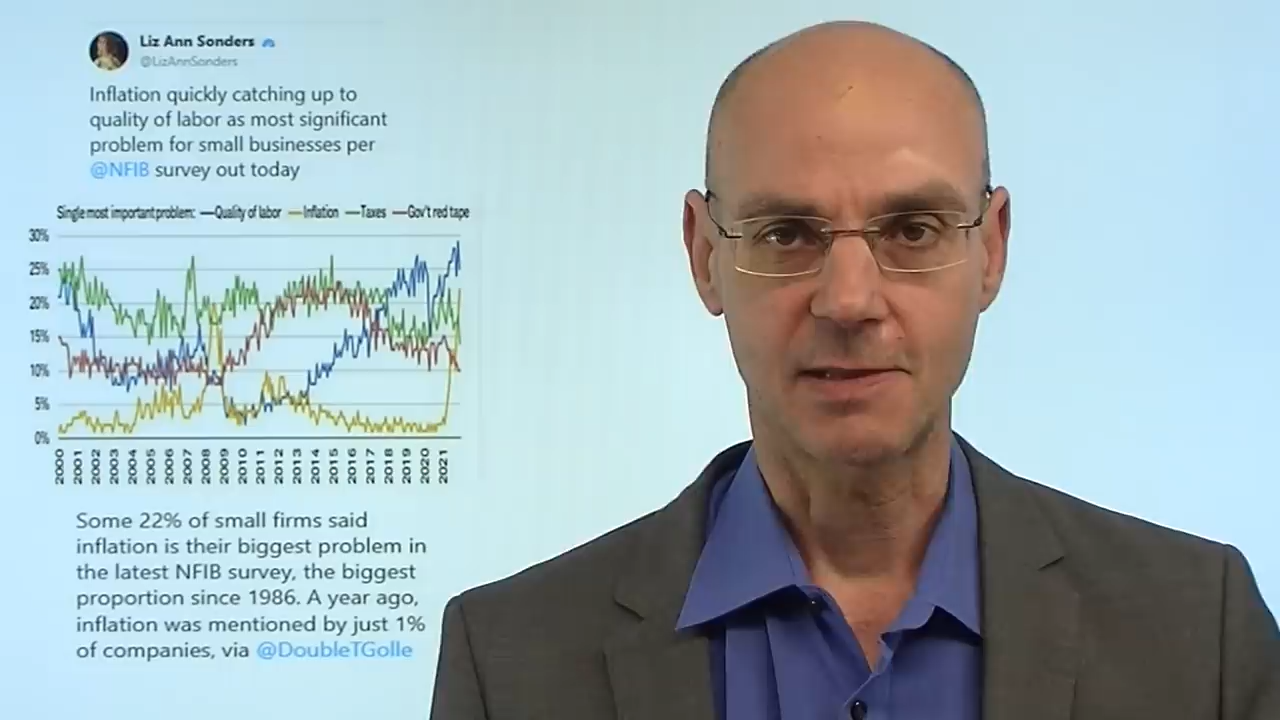 Liz Ann Sonders
@LizAnnSonders
Inflation quickly catching up to
quality of labor as most significant
problem for small businesses per
@NFIB survey out today
Single most important problem: Quality of labor Inflation Taxes Gov't red tape
30%
25%
20%
15%
10%
5%
0%
2000 2001 2002 2003 2004 2005 2006 2007 2008 2009 2010 2011 2012 2013 2014 2015 2016 2017 2018 2019 2020 2021
Some 22% of small firms said
inflation is their biggest problem in
the latest NFIB survey, the biggest
proportion since 1986. A year ago,
inflation was mentioned by just 1%
of companies, via @DoubleTGolle